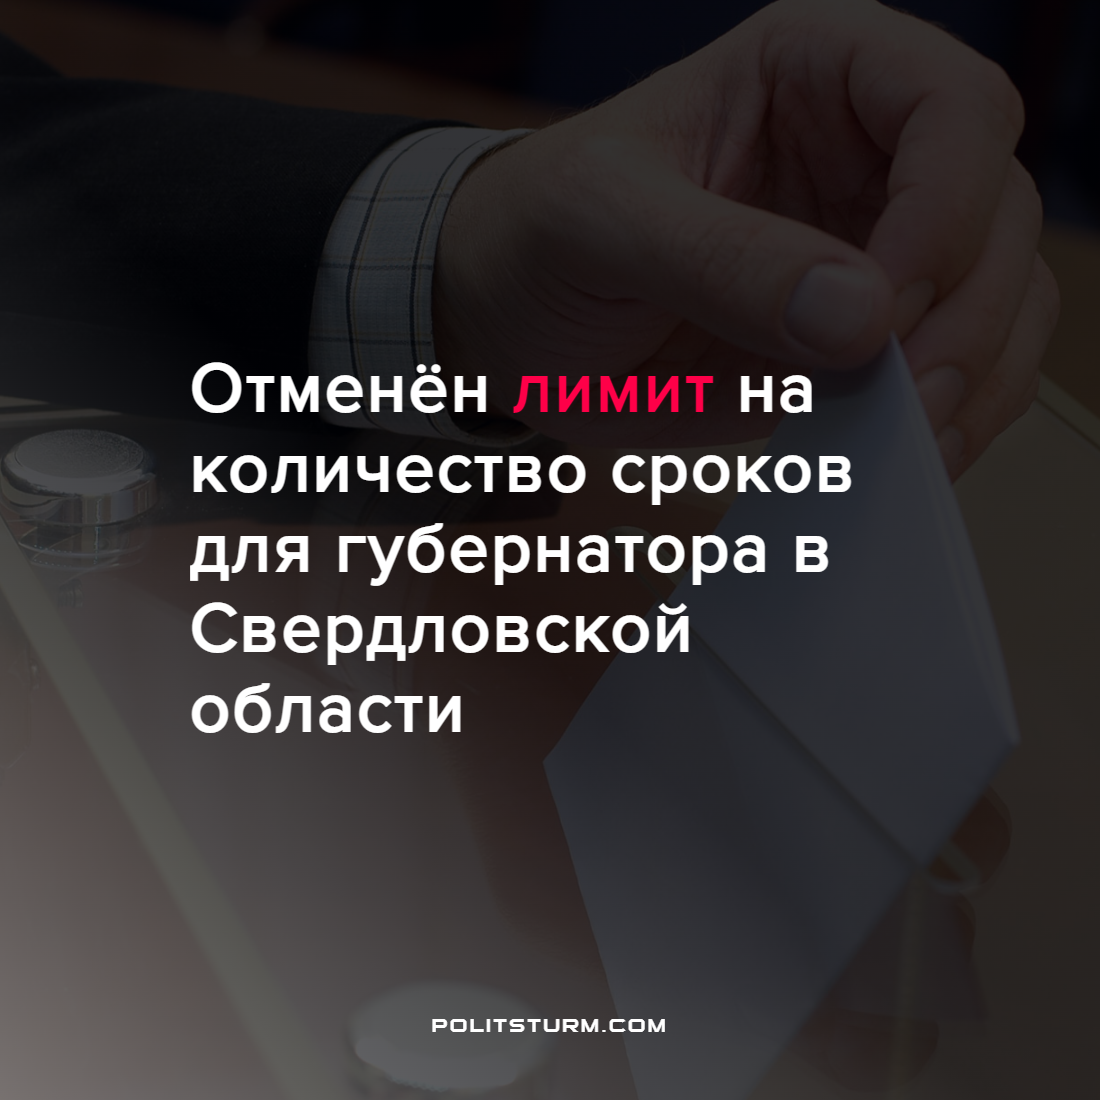 Отменён лимит на
количество сроков
для губернатора в
Свердловской
области
POLITSTURM.COM